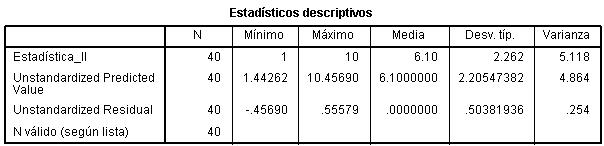 Estadísticos descriptivos
N Mínimo Máximo Media Desv. típ. Varianza
Estadística_II 40 1 10 6.10 2.262 5.118
Unstandardized Predicted Value 40 1.44262 10.45690 6.1000000 2.20547382 4.864
Unstandardized Residual 40 -.45690 .55579 .0000000 .50381936 .254
N válido (según lista) 40